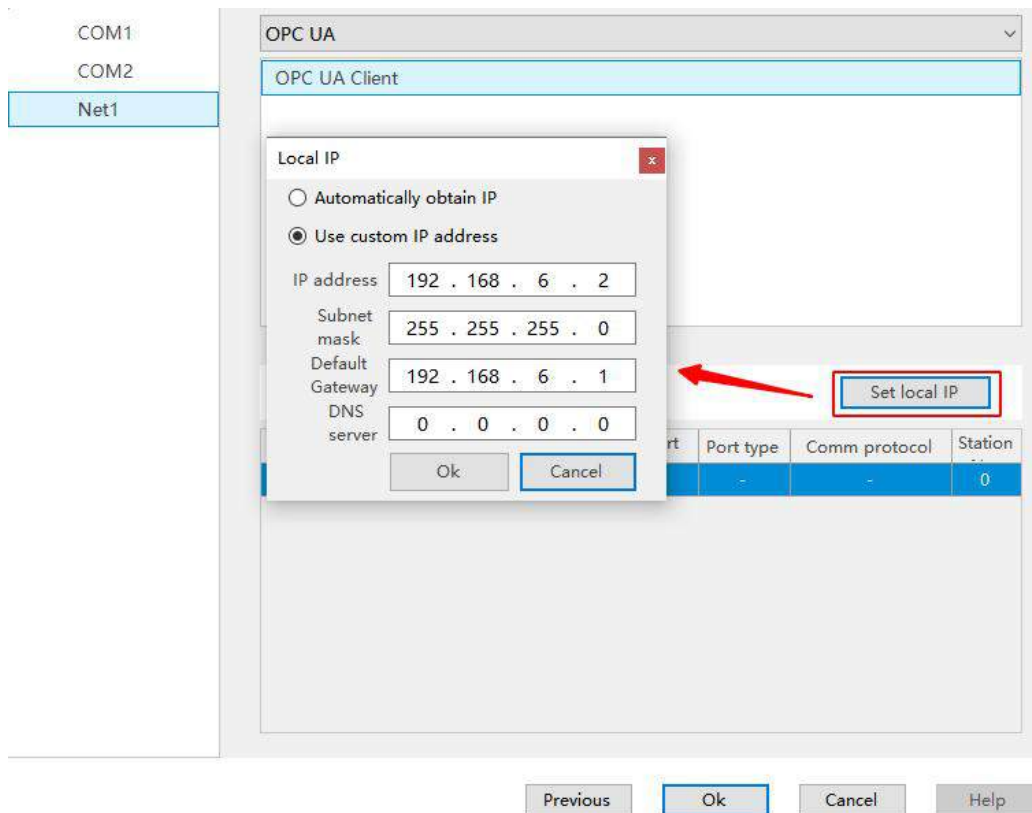 COM1
COM2
Net1
OPC UA
OPC UA Client
Local IP
x
Automatically obtain IP
Use custom IP address
IP address 192 . 168 . 6 . 2
Subnet
mask 255 . 255 . 255 . 0
Default
Gateway 192 . 168 . 6 . 1
DNS
server 0 . 0 . 0 . 0
Ok Cancel
Set local IP
rt Port type Comm protocol Station
- - 0
Previous Ok Cancel Help